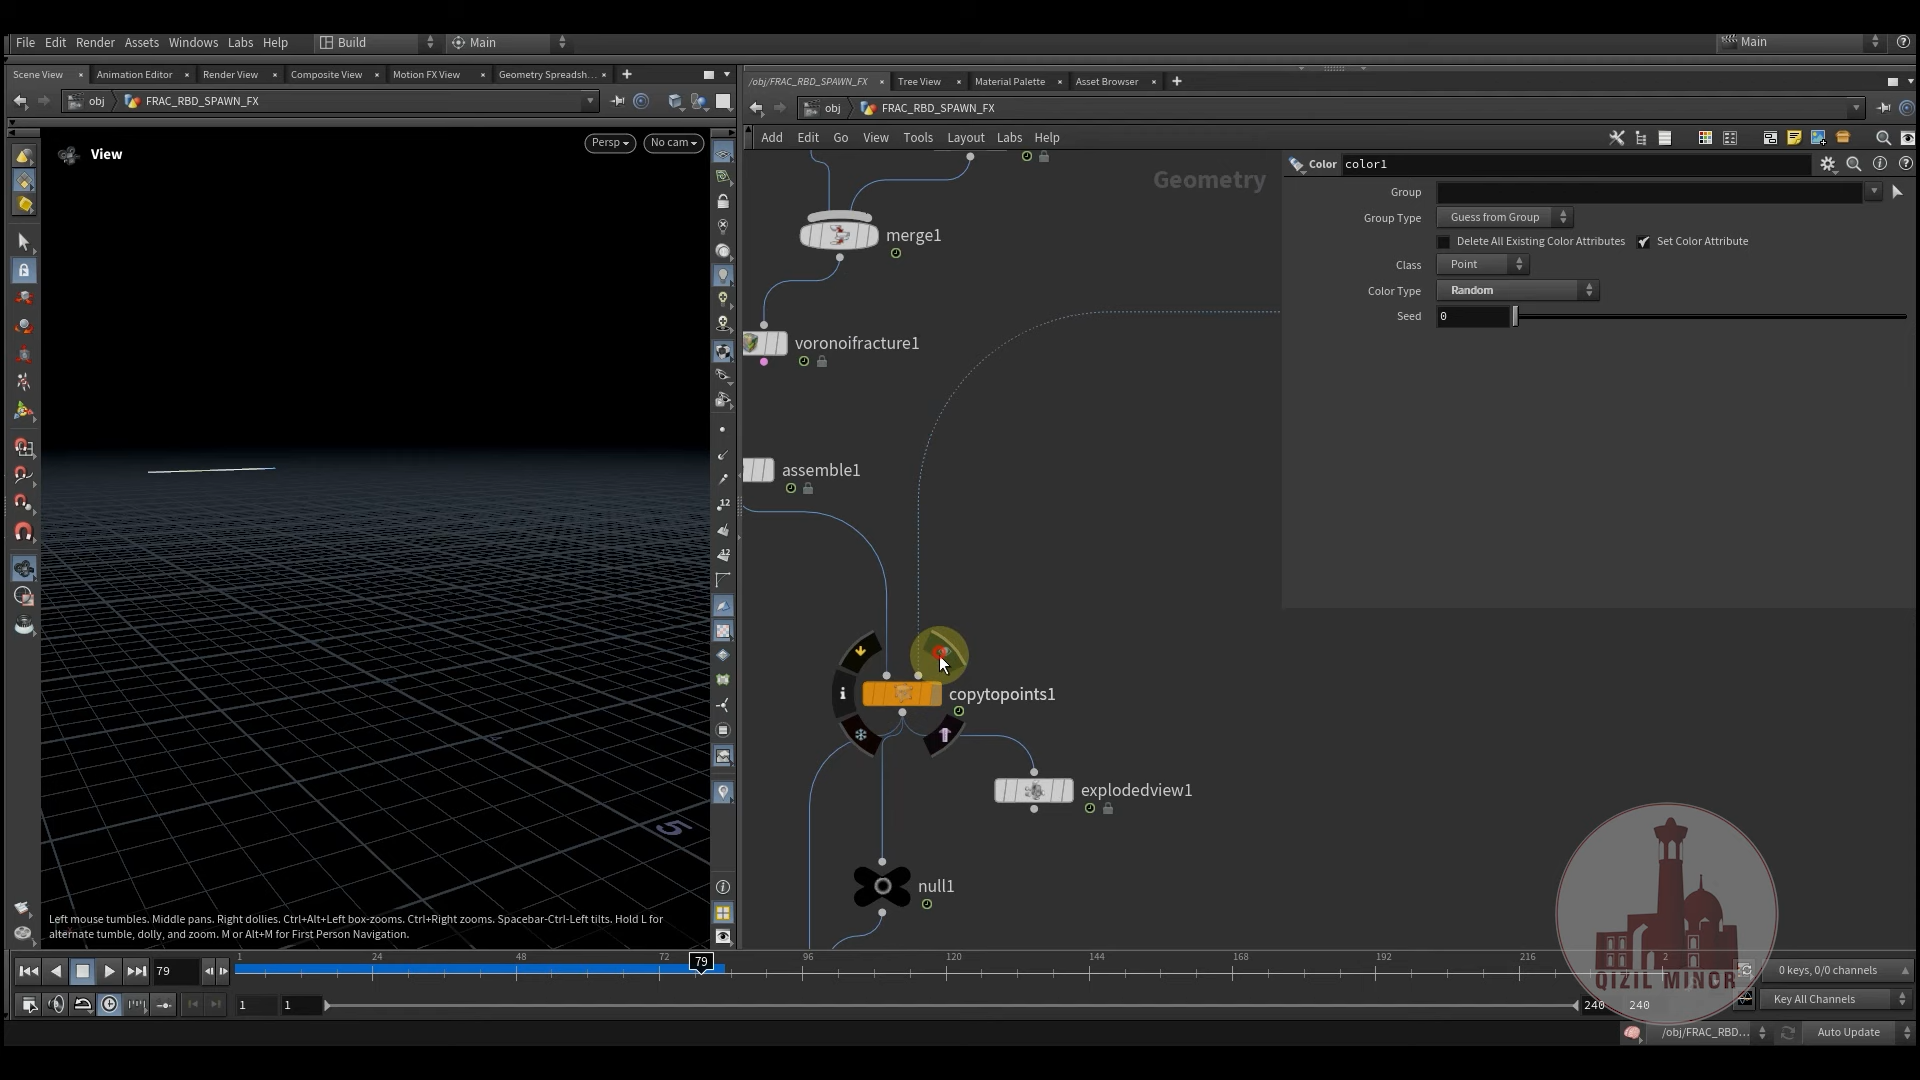 File Edit Render Assets Windows Labs Help Build Main Main
Scene View Animation Editor Render View Composite View Motion FX View Geometry Spreadsh...
obj FRAC_RBD_SPAWN_FX
View
Persp No cam
5
Left mouse tumbles. Middle pans. Right dollies. Ctrl+Alt+Left box-zooms. Ctrl+Right zooms. Spacebar-Ctrl-Left tilts. Hold L for
alternate tumble, dolly, and zoom. M or Alt+M for First Person Navigation.
12
12
/obj/FRAC_RBD_SPAWN_FX Tree View Material Palette Asset Browser
obj FRAC_RBD_SPAWN_FX
Add Edit Go View Tools Layout Labs Help
Geometry
merge1
voronoifracture1
assemble1
copytopoints1
explodedview1
null1
Color color1
Group
Group Type Guess from Group
Delete All Existing Color Attributes Set Color Attribute
Class Point
Color Type Random
Seed 0
QIZIL MINOR
79 1 24 48 72 79 96 120 144 168 192 216 2
0 keys, 0/0 channels
1 1 240 240
Key All Channels
/obj/FRAC_RBD... Auto Update